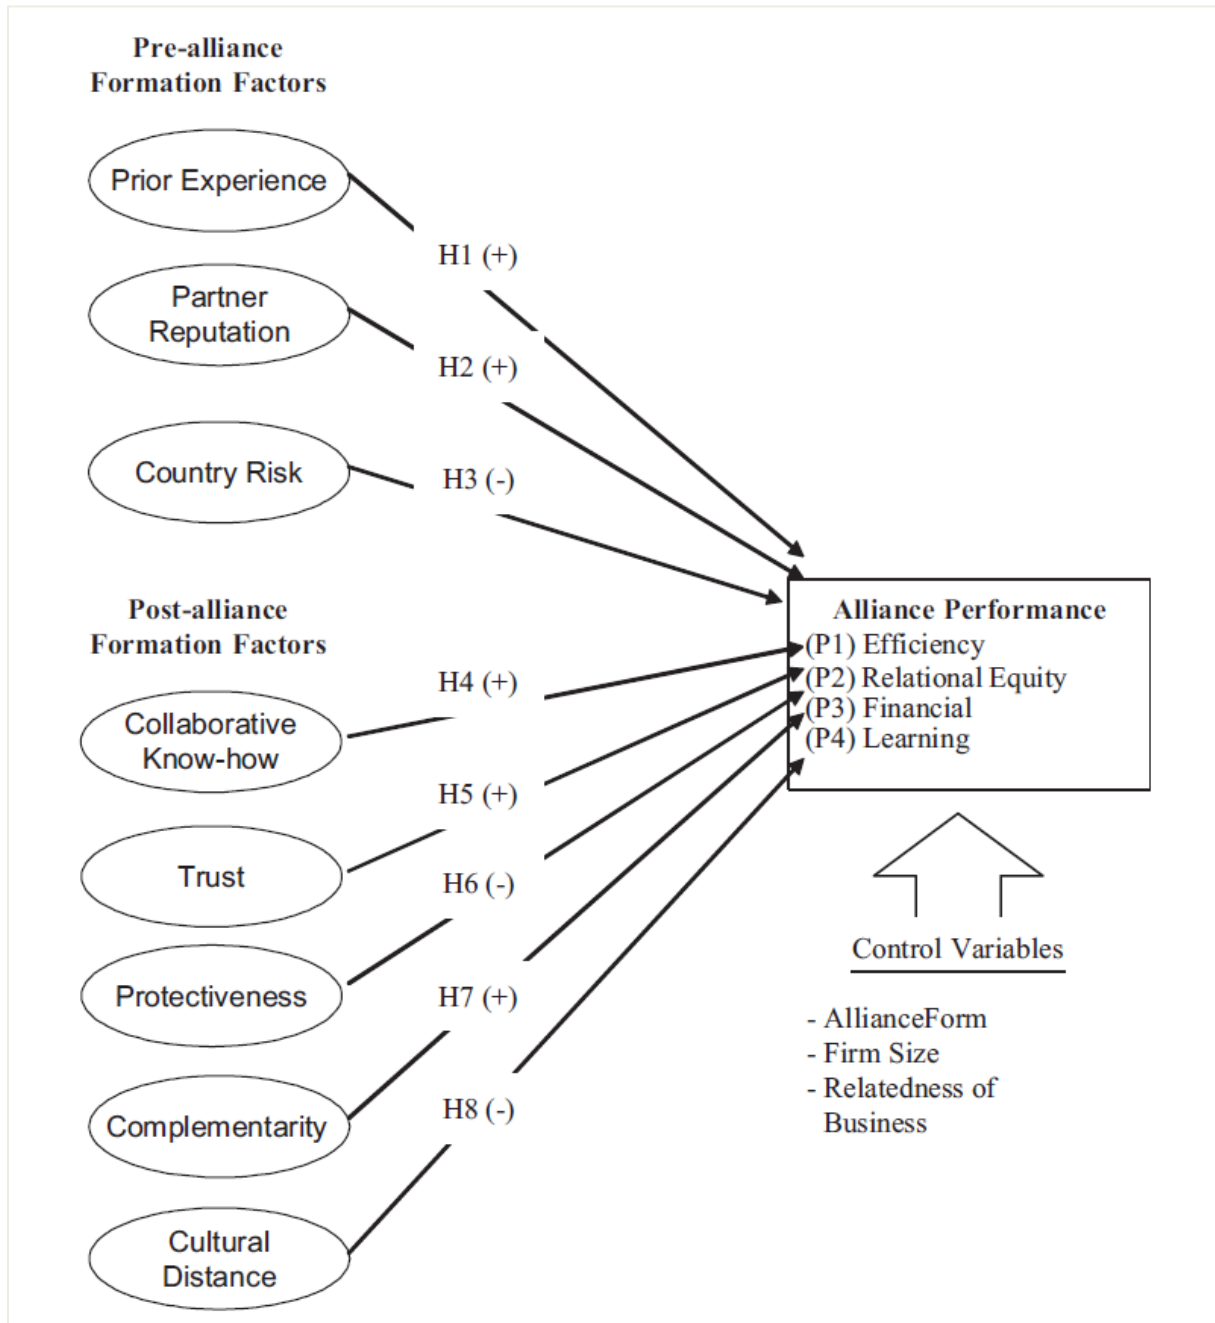 Pre-alliance
Formation Factors
Prior Experience
H1 (+)
Partner
Reputation
H2 (+)
Country Risk
H3 (-)
Post-alliance
Formation Factors
Collaborative
Know-how
H4 (+)
Trust
H5 (+)
Protectiveness
H6 (-)
Complementarity
H7 (+)
Cultural
Distance
H8 (-)
Alliance Performance
(P1) Efficiency
(P2) Relational Equity
(P3) Financial
(P4) Learning
Control Variables
- AllianceForm
- Firm Size
- Relatedness of
Business